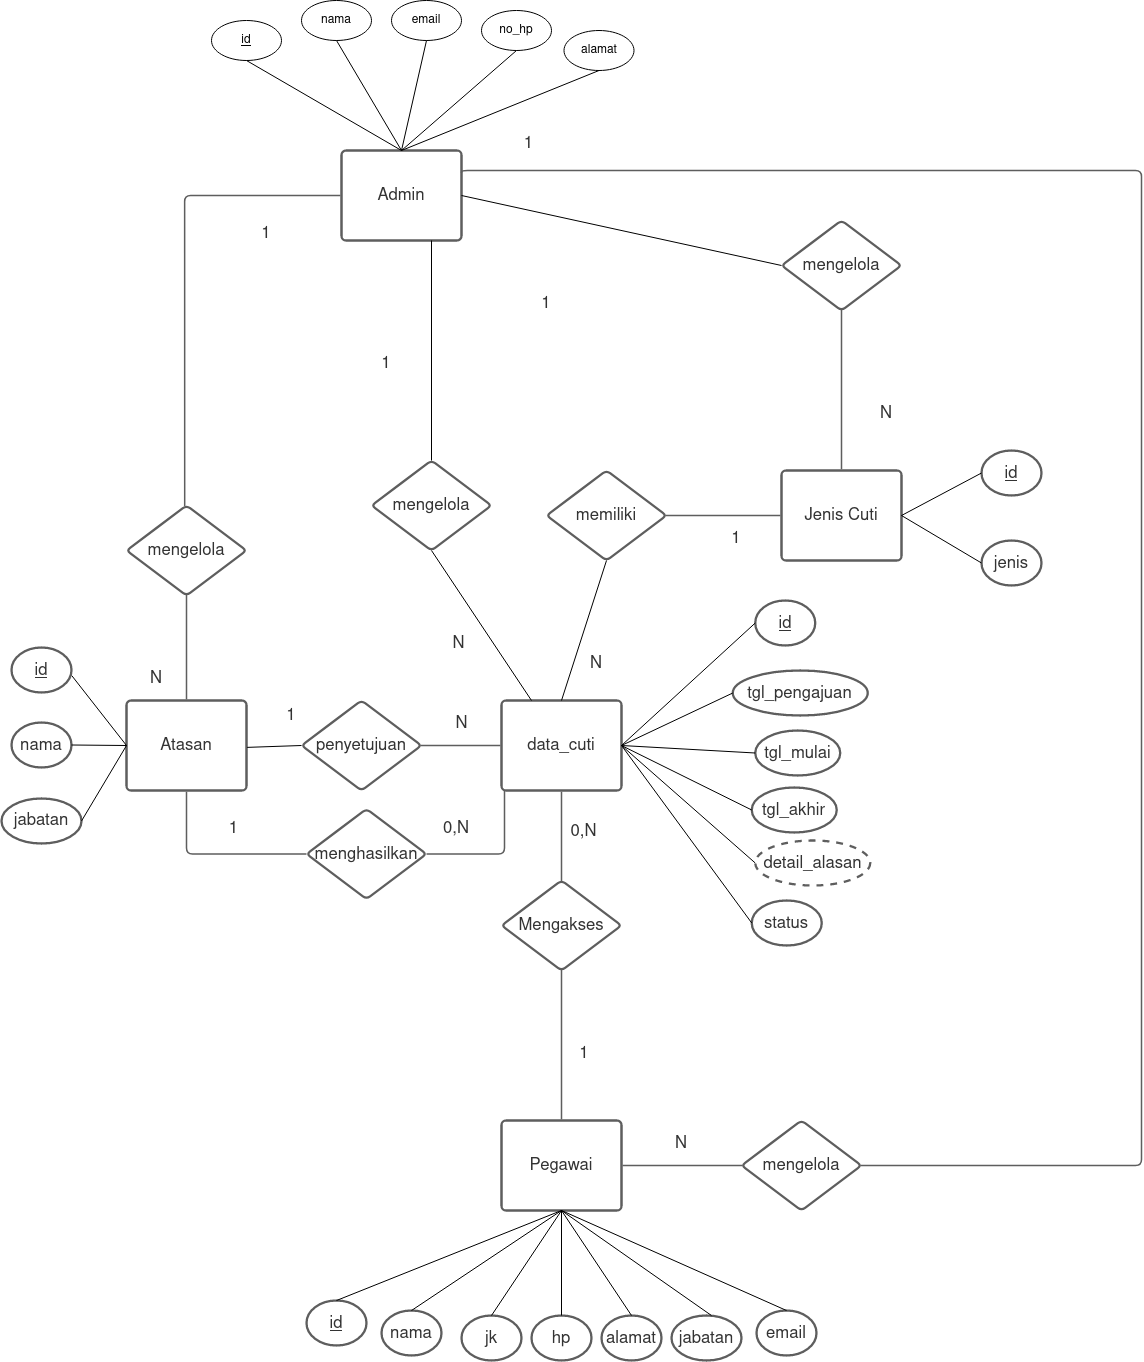 nama
email
no_hp
id
alamat
1
Admin
1
mengelola
1
1
N
id
mengelola
memiliki
Jenis Cuti
1
mengelola
jenis
id
N
N
id
N
tgl_pengajuan
1
N
nama
Atasan
penyetujuan
data_cuti
tgl_mulai
jabatan
tgl_akhir
1
0,N
0,N
menghasilkan
detail_alasan
Mengakses
status
1
N
Pegawai
mengelola
id
nama
jk
hp
alamat
jabatan
email